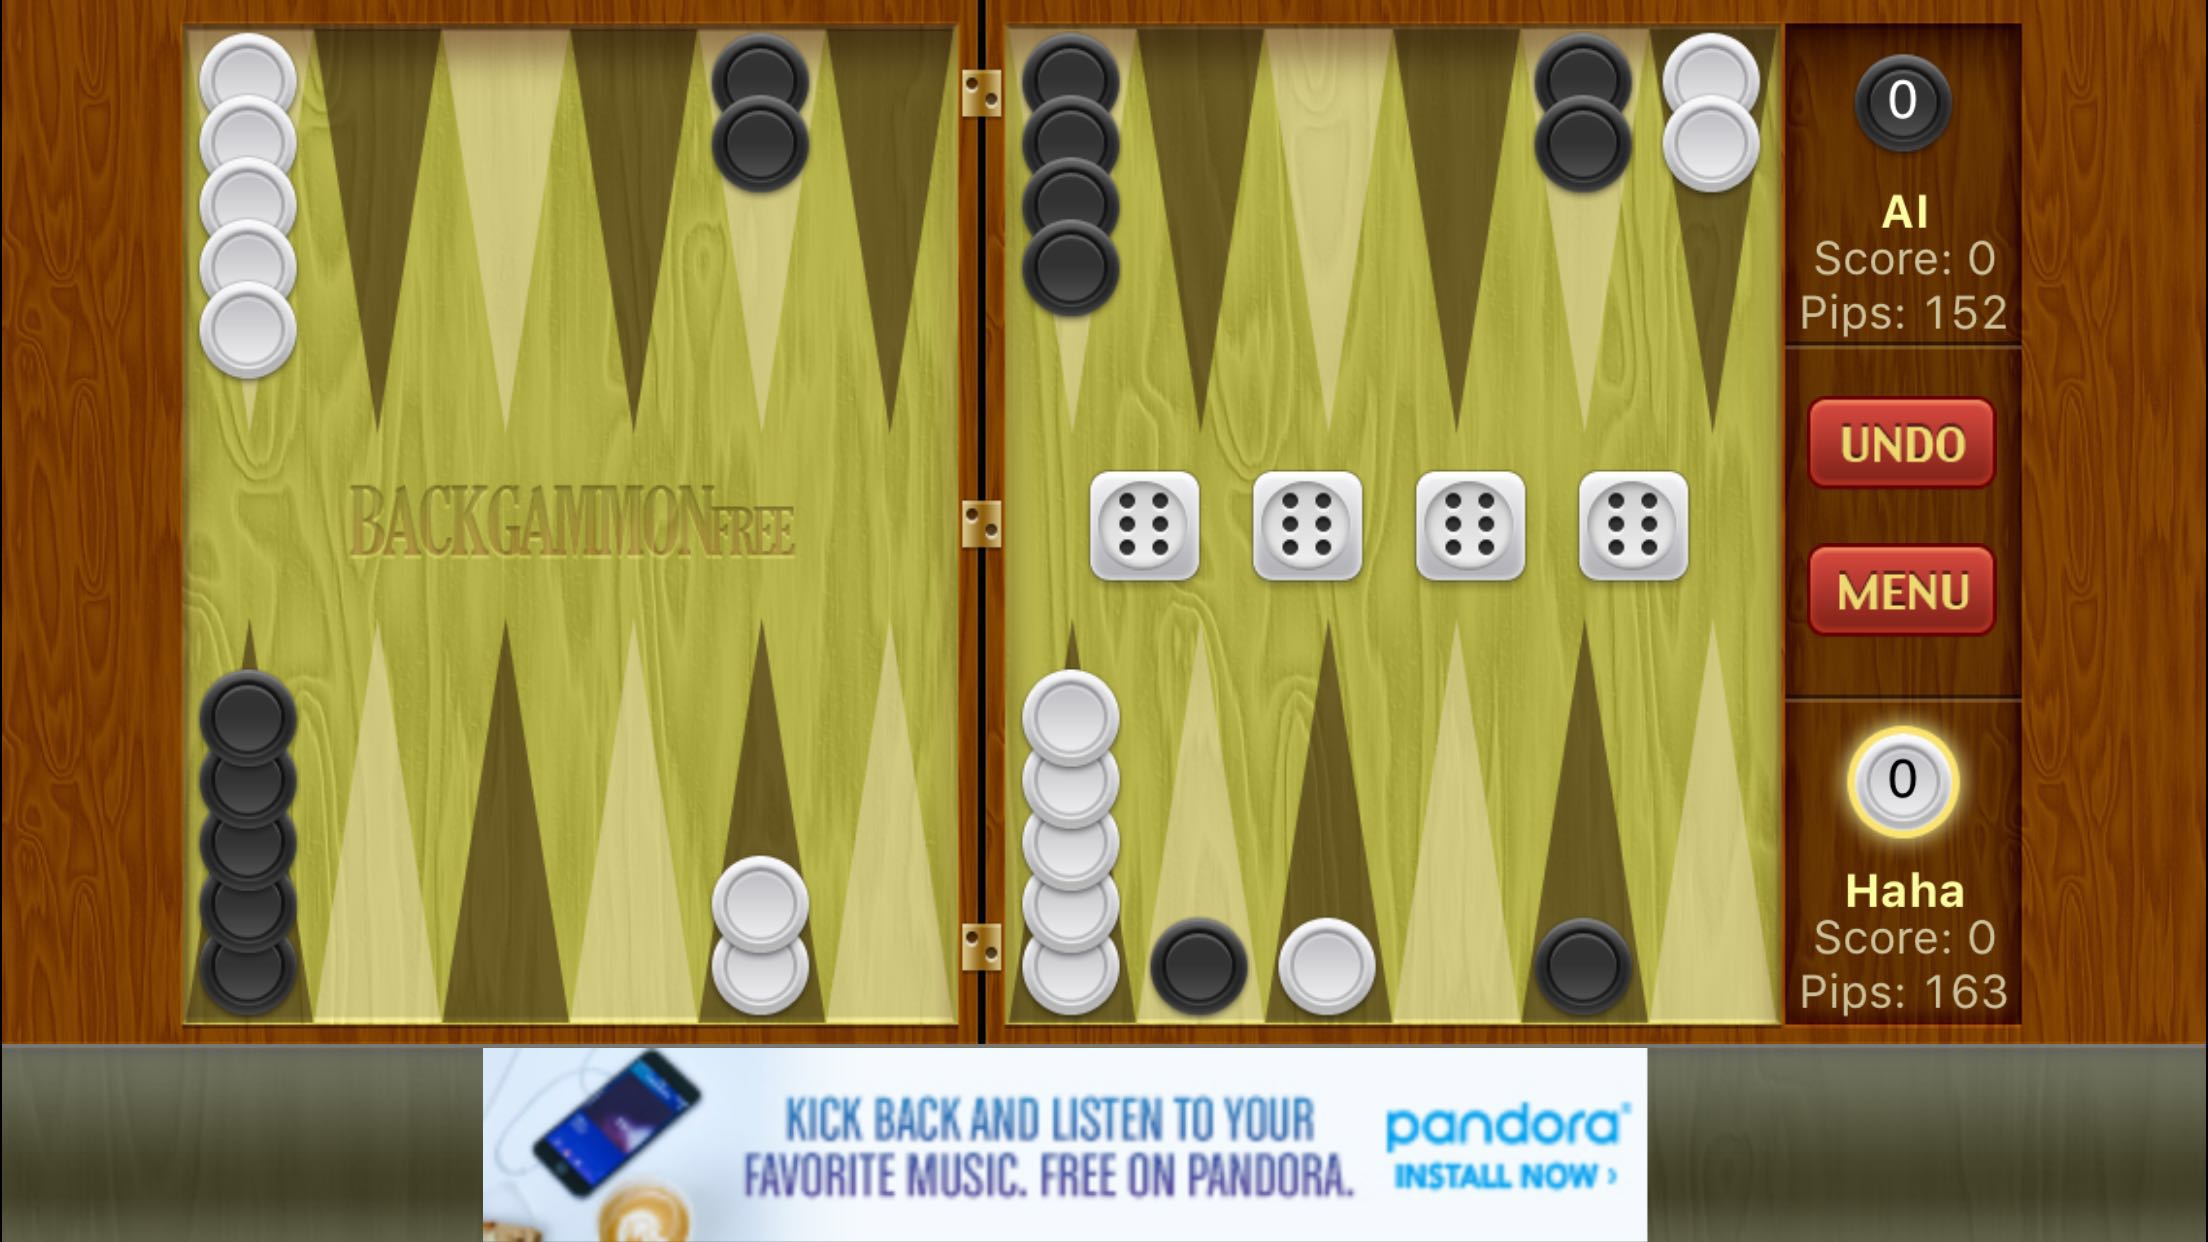 0
AI
Score: 0
Pips: 152
BACKGAMMONFREE
UNDO
MENU
0
Haha
Score: 0
Pips: 163
KICK BACK AND LISTEN TO YOUR
FAVORITE MUSIC. FREE ON PANDORA.
pandora®
INSTALL NOW ›